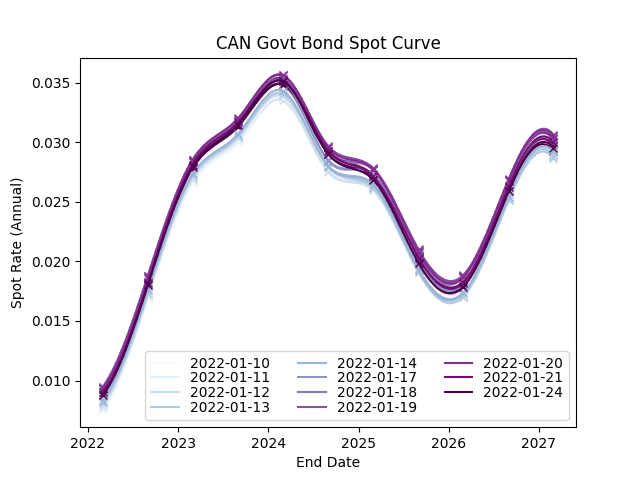 CAN Govt Bond Spot Curve
Spot Rate (Annual)
0.035
0.030
0.025
0.020
0.015
0.010
2022-01-10 2022-01-14 2022-01-20
2022-01-11 2022-01-17 2022-01-21
2022-01-12 2022-01-18 2022-01-24
2022-01-13 2022-01-19
2022 2023 2024 2025 2026 2027
End Date